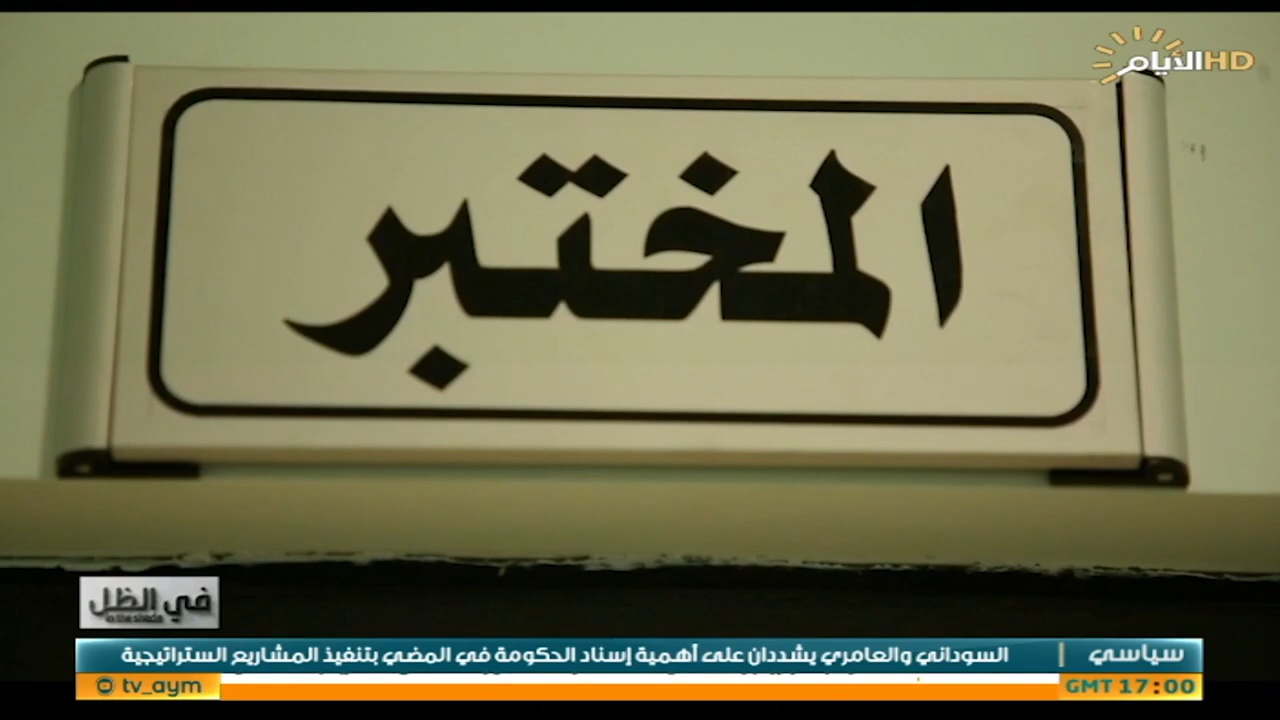 الأيام HD
المختبر
في الظل
سياسي | السوداني والعامري يشددان على أهمية إسناد الحكومة في المضي بتنفيذ المشاريع الستراتيجية
GMT 17:00
tv_aym